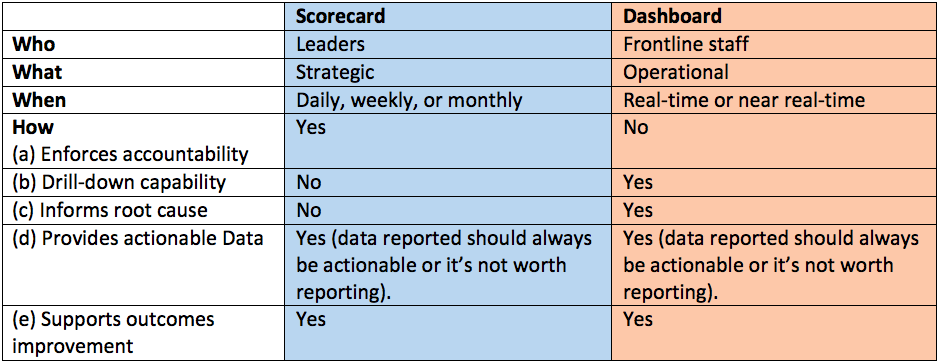 Scorecard Dashboard
Who Leaders Frontline staff
What Strategic Operational
When Daily, weekly, or monthly Real-time or near real-time
How Yes No
(a) Enforces accountability
(b) Drill-down capability No Yes
(c) Informs root cause No Yes
(d) Provides actionable Data Yes (data reported should always Yes (data reported should always
be actionable or it’s not worth be actionable or it’s not worth
reporting). reporting).
(e) Supports outcomes Yes Yes
improvement